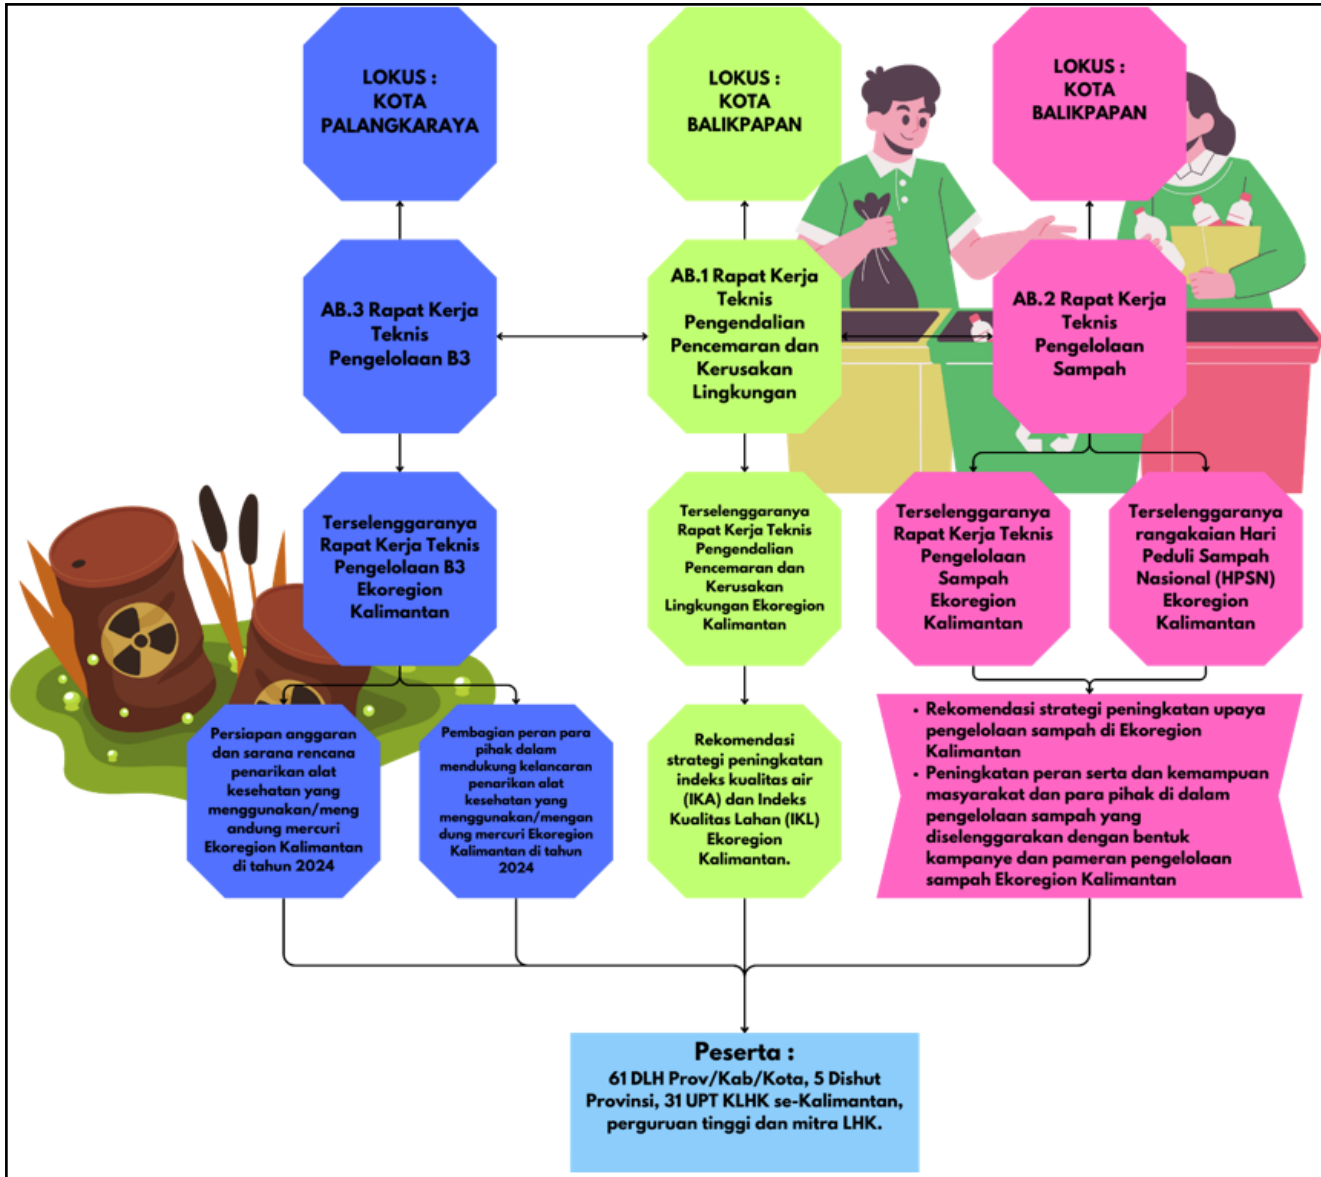 LOKUS :
KOTA
PALANGKARAYA
LOKUS :
KOTA
BALIKPAPAN
LOKUS :
KOTA
BALIKPAPAN
AB.3 Rapat Kerja
Teknis
Pengelolaan B3
AB.1 Rapat Kerja
Teknis
Pengendalian
Pencemaran dan
Kerusakan
Lingkungan
AB.2 Rapat Kerja
Teknis
Pengelolaan
Sampah
Terselenggaranya
Rapat Kerja Teknis
Pengelolaan B3
Ekoregion
Kalimantan
Terselenggaranya
Rapat Kerja Teknis
Pengendalian
Pencemaran dan
Kerusakan
Lingkungan Ekoregion
Kalimantan
Terselenggaranya
Rapat Kerja Teknis
Pengelolaan
Sampah
Ekoregion
Kalimantan
Terselenggaranya
rangakaian Hari
Peduli Sampah
Nasional (HPSN)
Ekoregion
Kalimantan
Persiapan anggaran
dan sarana rencana
penarikan alat
kesehatan yang
menggunakan/meng
andung mercuri
Ekoregion Kalimantan
di tahun 2024
Pembagian peran para
pihak dalam
mendukung kelancaran
penarikan alat
kesehatan yang
menggunakan/mengan
dung mercuri Ekoregion
Kalimantan di tahun
2024
Rekomendasi
strategi peningkatan
indeks kualitas air
(IKA) dan Indeks
Kualitas Lahan (IKL)
Ekoregion
Kalimantan.
• Rekomendasi strategi peningkatan upaya
pengelolaan sampah di Ekoregion
Kalimantan
• Peningkatan peran serta dan kemampuan
masyarakat dan para pihak di dalam
pengelolaan sampah yang
diselenggarakan dengan bentuk
kampanye dan pameran pengelolaan
sampah Ekoregion Kalimantan
Peserta :
61 DLH Prov/Kab/Kota, 5 Dishut
Provinsi, 31 UPT KLHK se-Kalimantan,
perguruan tinggi dan mitra LHK.